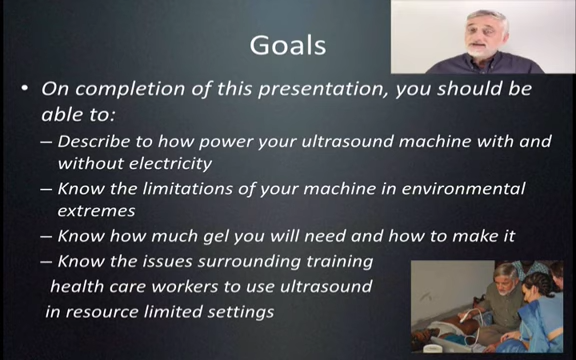 Goals
• On completion of this presentation, you should be
able to:
– Describe to how power your ultrasound machine with and
without electricity
– Know the limitations of your machine in environmental
extremes
– Know how much gel you will need and how to make it
– Know the issues surrounding training
health care workers to use ultrasound
in resource limited settings